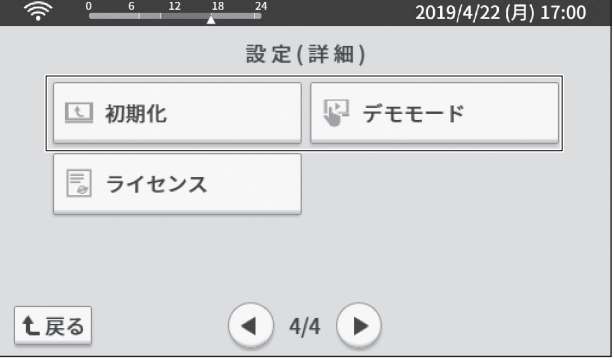 0 6 12 18 24 2019/4/22 (月) 17:00
設定(詳細)
初期化 デモモード
ライセンス
戻る 4/4